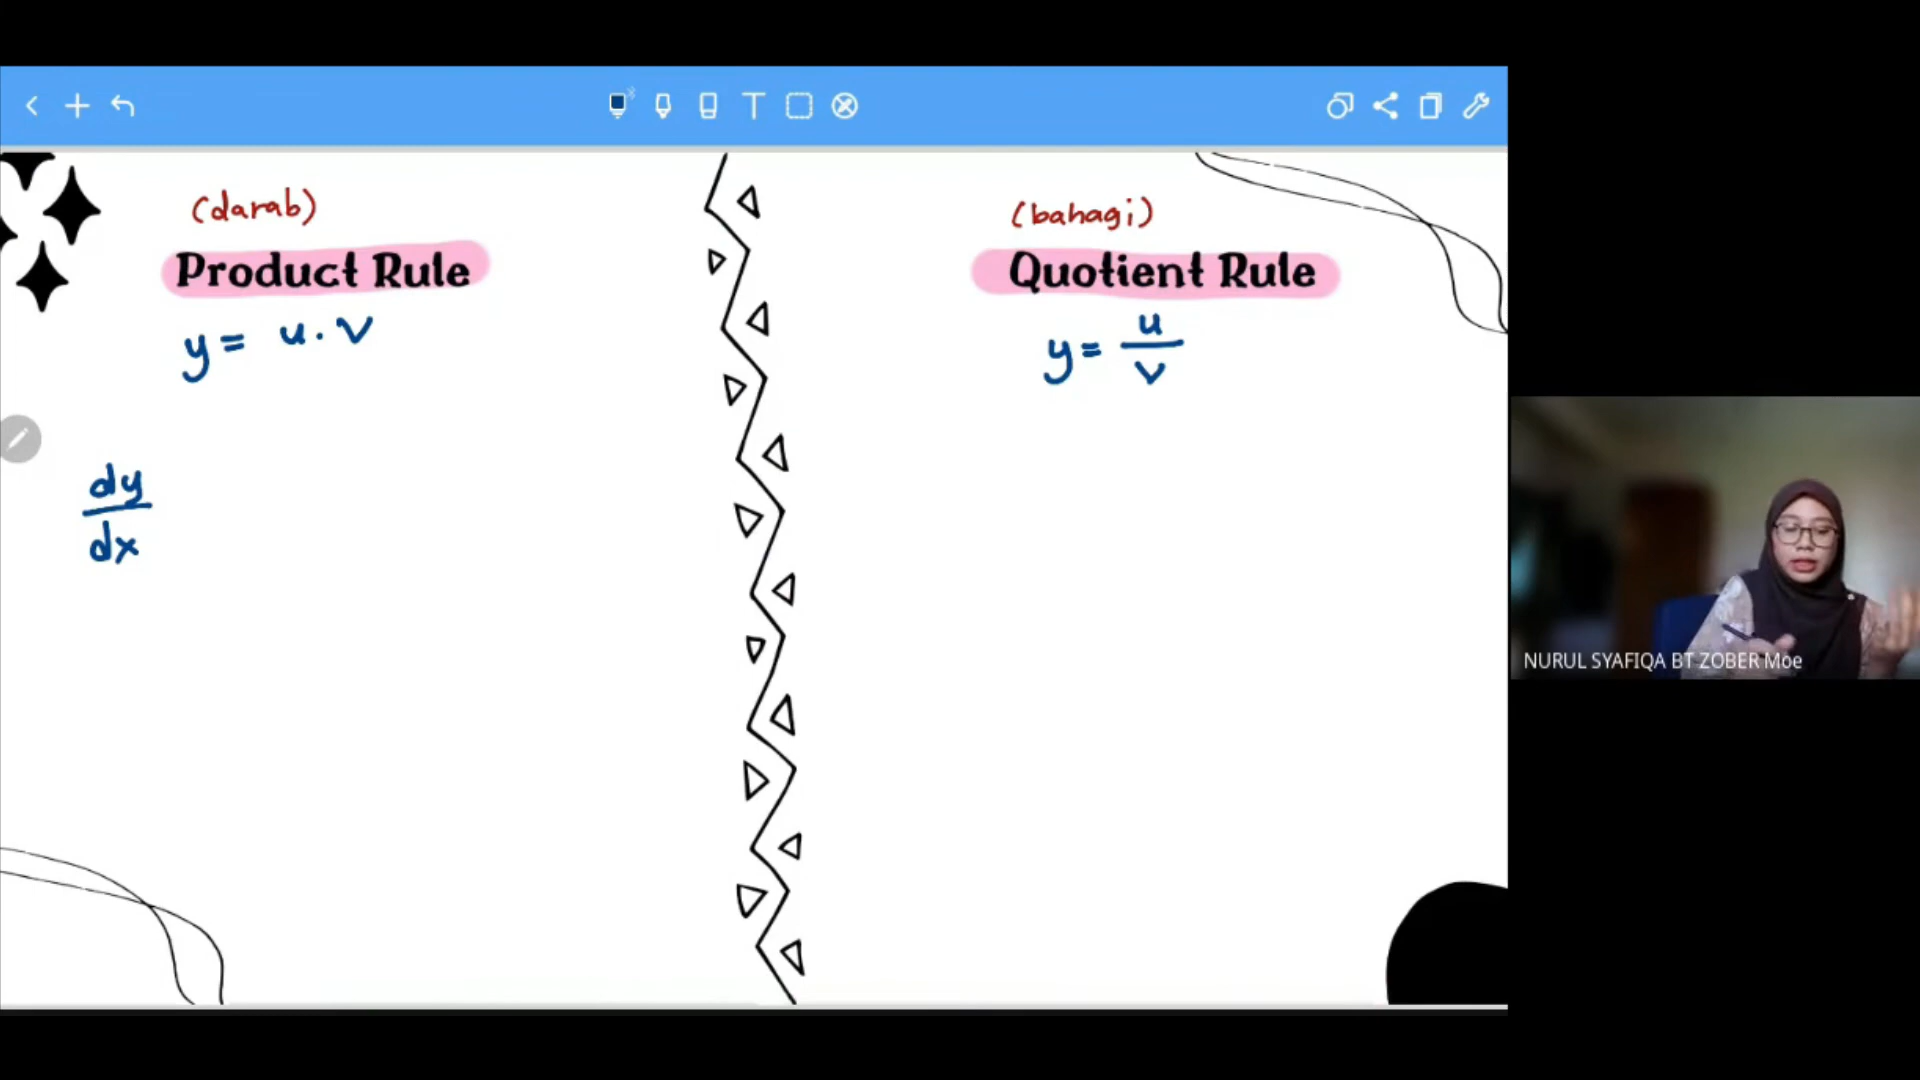 (darab)
Product Rule
y = u . v
dy
dx
(bahagi)
Quotient Rule
y = u
v
NURUL SYAFIQA BT ZOBER Moe